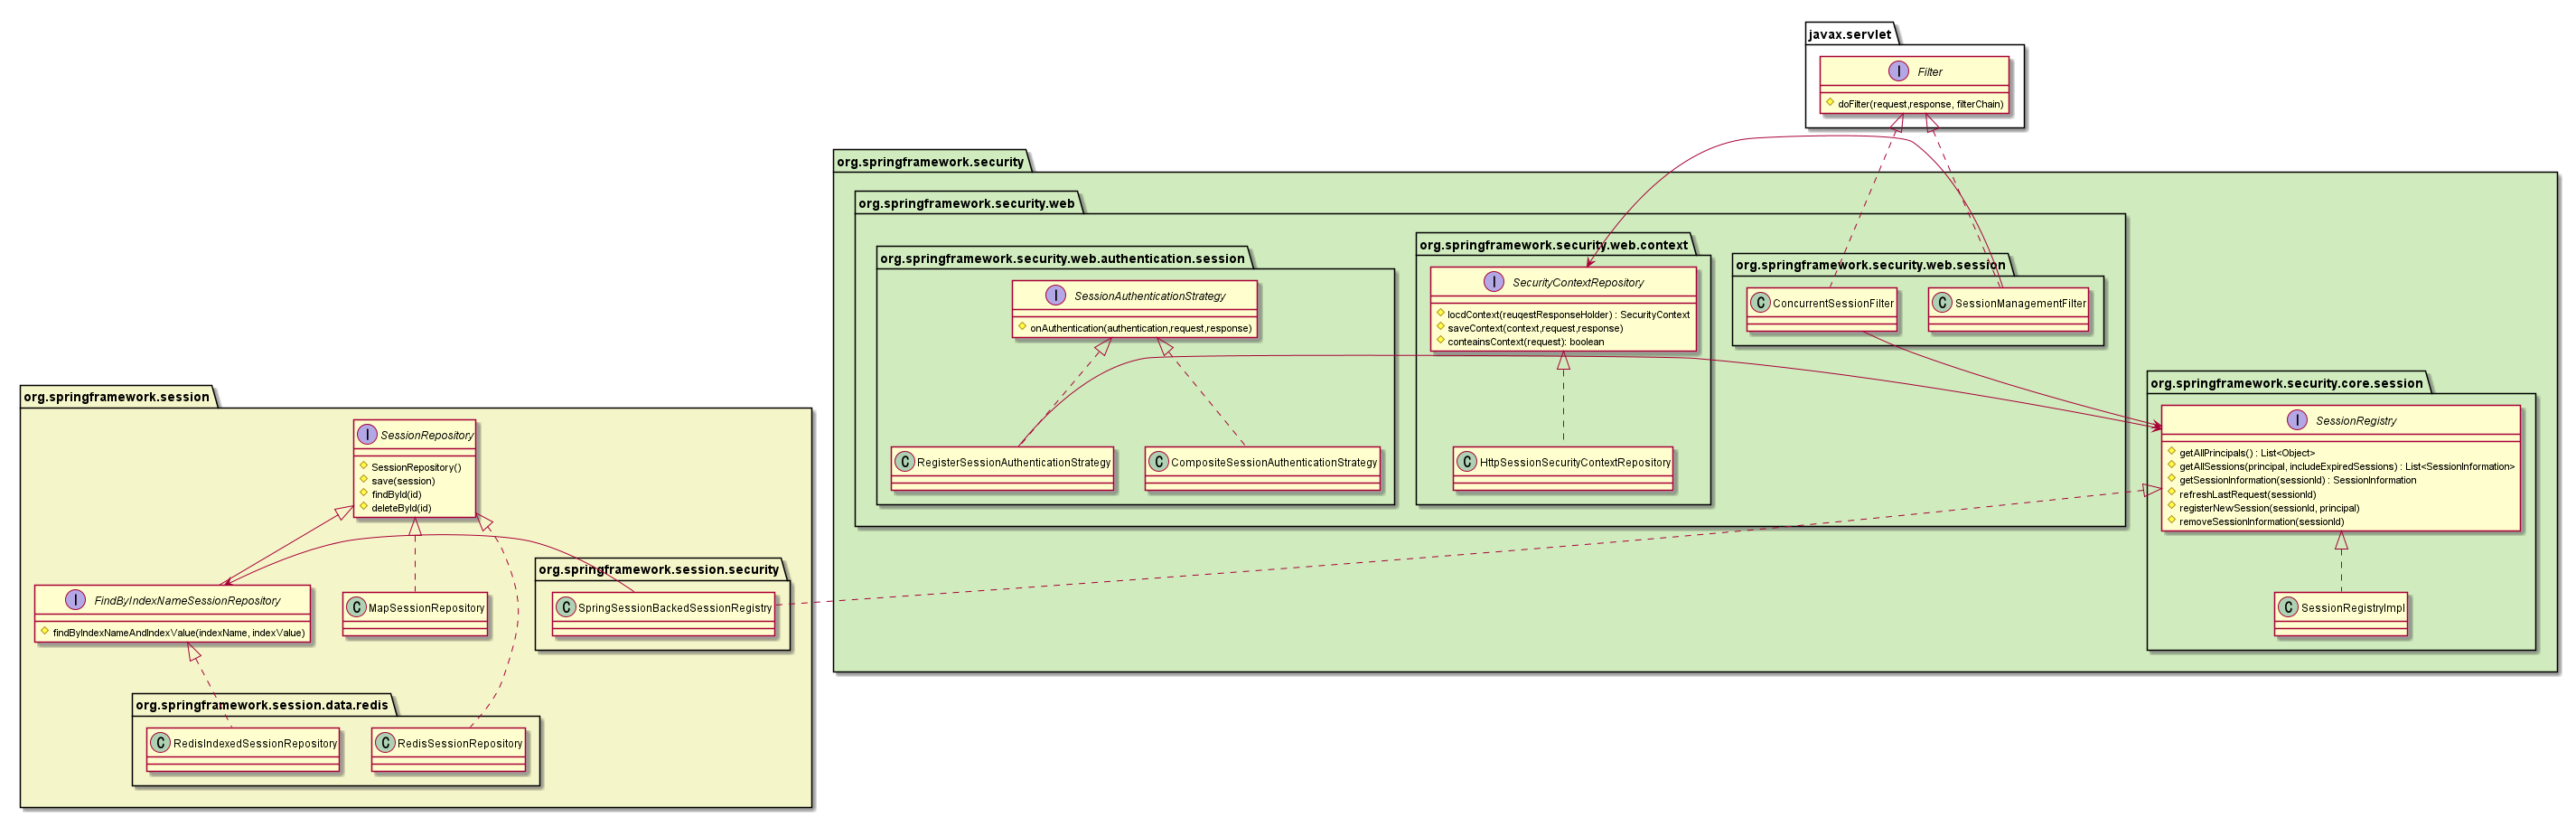 javax.servlet
I Filter
doFilter(request,response, filterChain)
org.springframework.security
org.springframework.security.web
org.springframework.security.web.authentication.session
I SessionAuthenticationStrategy
onAuthentication(authentication,request,response)
C RegisterSessionAuthenticationStrategy
C CompositeSessionAuthenticationStrategy
org.springframework.security.web.context
I SecurityContextRepository
locdContext(reuqestResponseHolder) : SecurityContext
saveContext(context,request,response)
conteainsContext(request): boolean
C HttpSessionSecurityContextRepository
org.springframework.security.web.session
C ConcurrentSessionFilter
C SessionManagementFilter
org.springframework.security.core.session
I SessionRegistry
getAllPrincipals() : List<Object>
getAllSessions(principal, includeExpiredSessions) : List<SessionInformation>
getSessionInformation(sessionId) : SessionInformation
refreshLastRequest(sessionId)
registerNewSession(sessionId, principal)
removeSessionInformation(sessionId)
C SessionRegistryImpl
org.springframework.session
I SessionRepository
SessionRepository()
save(session)
findById(id)
deleteById(id)
I FindByIndexNameSessionRepository
findByIndexNameAndIndexValue(indexName, indexValue)
C MapSessionRepository
org.springframework.session.security
C SpringSessionBackedSessionRegistry
org.springframework.session.data.redis
C RedisIndexedSessionRepository
C RedisSessionRepository